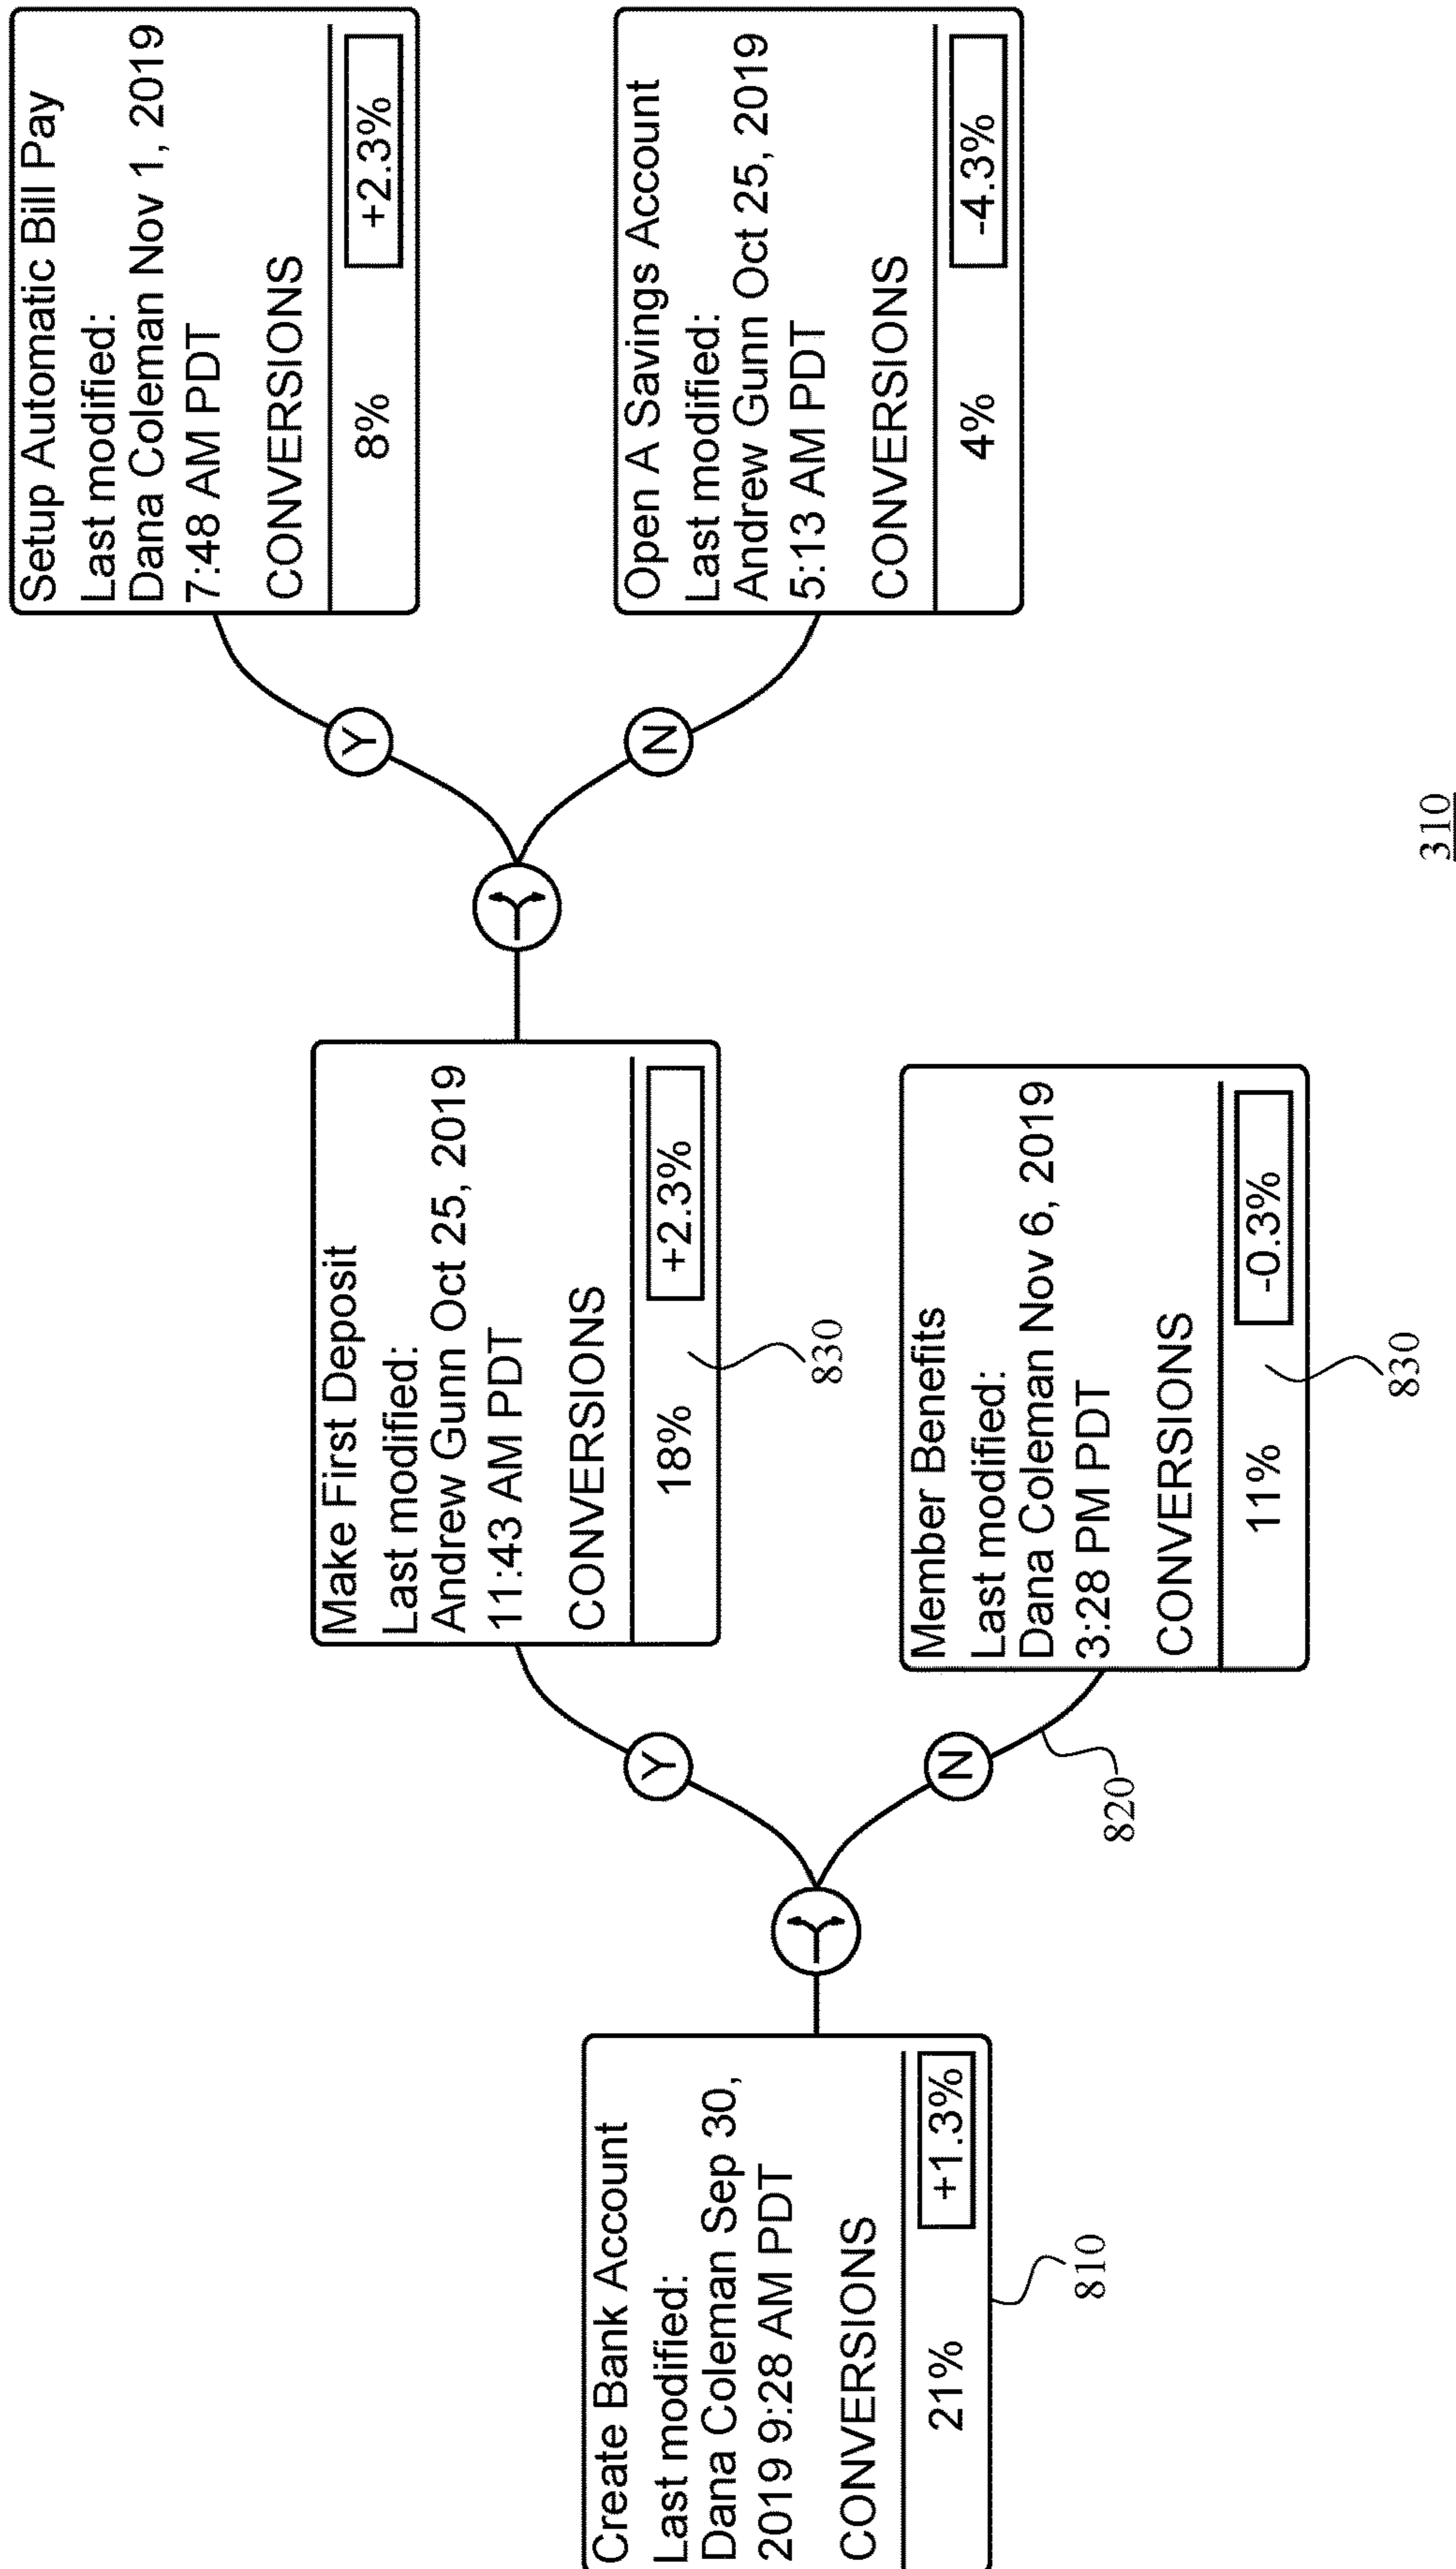 Create Bank Account
Last modified:
Dana Coleman Sep 30,
2019 9:28 AM PDT
CONVERSIONS
21%
+1.3%
810
Y
N
820
Make First Deposit
Last modified:
Andrew Gunn Oct 25, 2019
11:43 AM PDT
CONVERSIONS
18%
+2.3%
830
Member Benefits
Last modified:
Dana Coleman Nov 6, 2019
3:28 PM PDT
CONVERSIONS
11%
-0.3%
830
Y
N
Setup Automatic Bill Pay
Last modified:
Dana Coleman Nov 1, 2019
7:48 AM PDT
CONVERSIONS
8%
+2.3%
Open A Savings Account
Last modified:
Andrew Gunn Oct 25, 2019
5:13 AM PDT
CONVERSIONS
4%
-4.3%
310